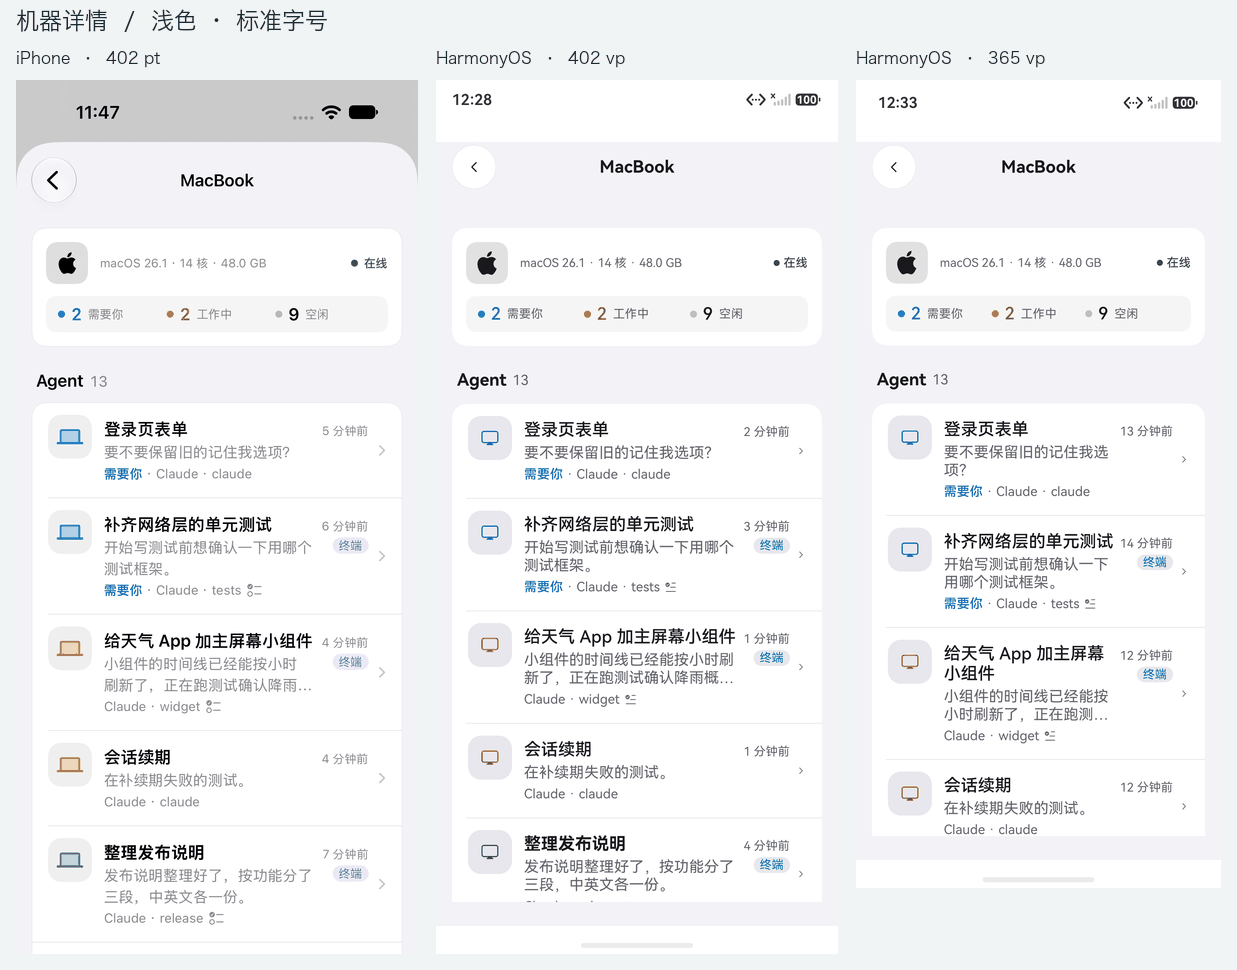 机器详情 / 浅色 · 标准字号
iPhone · 402 pt
11:47
MacBook
macOS 26.1 · 14 核 · 48.0 GB
在线
2 需要你
2 工作中
9 空闲
Agent 13
登录页表单
5 分钟前
要不要保留旧的记住我选项?
需要你 · Claude · claude
补齐网络层的单元测试
6 分钟前
开始写测试前想确认一下用哪个
终端
测试框架。
需要你 · Claude · tests
给天气 App 加主屏幕小组件
4 分钟前
小组件的时间线已经能按小时
终端
刷新了，正在跑测试确认降雨…
Claude · widget
会话续期
4 分钟前
在补续期失败的测试。
Claude · claude
整理发布说明
7 分钟前
发布说明整理好了，按功能分了
终端
三段，中英文各一份。
Claude · release
HarmonyOS · 402 vp
12:28
100
MacBook
macOS 26.1 · 14 核 · 48.0 GB
在线
2 需要你
2 工作中
9 空闲
Agent 13
登录页表单
2 分钟前
要不要保留旧的记住我选项?
需要你 · Claude · claude
补齐网络层的单元测试
3 分钟前
开始写测试前想确认一下用哪个
终端
测试框架。
需要你 · Claude · tests
给天气 App 加主屏幕小组件
1 分钟前
小组件的时间线已经能按小时刷
终端
新了，正在跑测试确认降雨概…
Claude · widget
会话续期
1 分钟前
在补续期失败的测试。
Claude · claude
整理发布说明
4 分钟前
发布说明整理好了，按功能分了
终端
三段，中英文各一份。
HarmonyOS · 365 vp
12:33
100
MacBook
macOS 26.1 · 14 核 · 48.0 GB
在线
2 需要你
2 工作中
9 空闲
Agent 13
登录页表单
13 分钟前
要不要保留旧的记住我选
项?
需要你 · Claude · claude
补齐网络层的单元测试
14 分钟前
开始写测试前想确认一下
终端
用哪个测试框架。
需要你 · Claude · tests
给天气 App 加主屏幕
12 分钟前
小组件
终端
小组件的时间线已经能按
小时刷新了，正在跑测…
Claude · widget
会话续期
12 分钟前
在补续期失败的测试。
Claude · claude